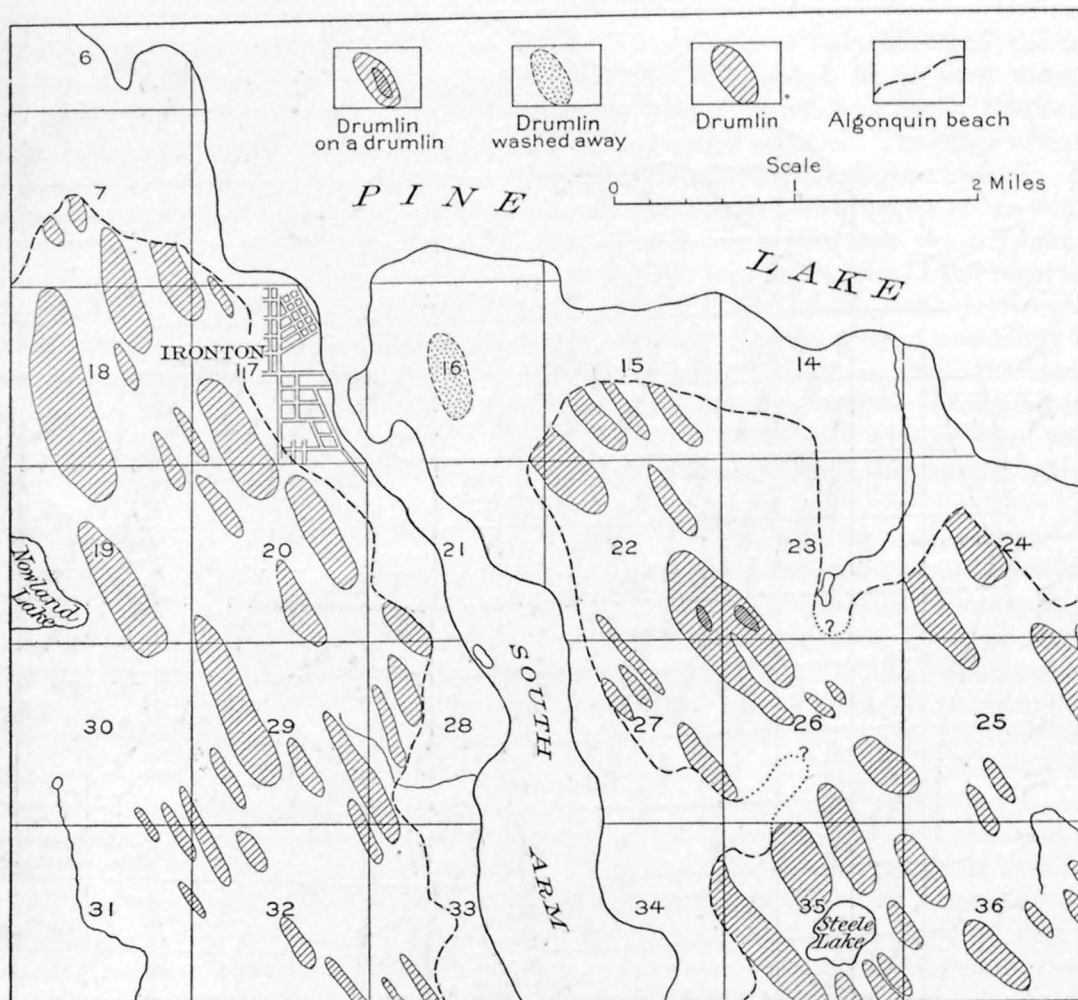 6
Drumlin
on a drumlin
Drumlin
washed away
Drumlin
Algonquin beach
Scale
0
2 Miles
7
PINE
LAKE
IRONTON
18
17
16
15
14
19
20
21
22
23
24
Nowland
Lake
?
SOUTH
ARM
30
29
28
27
26
25
?
31
32
33
34
35
36
Steele
Lake